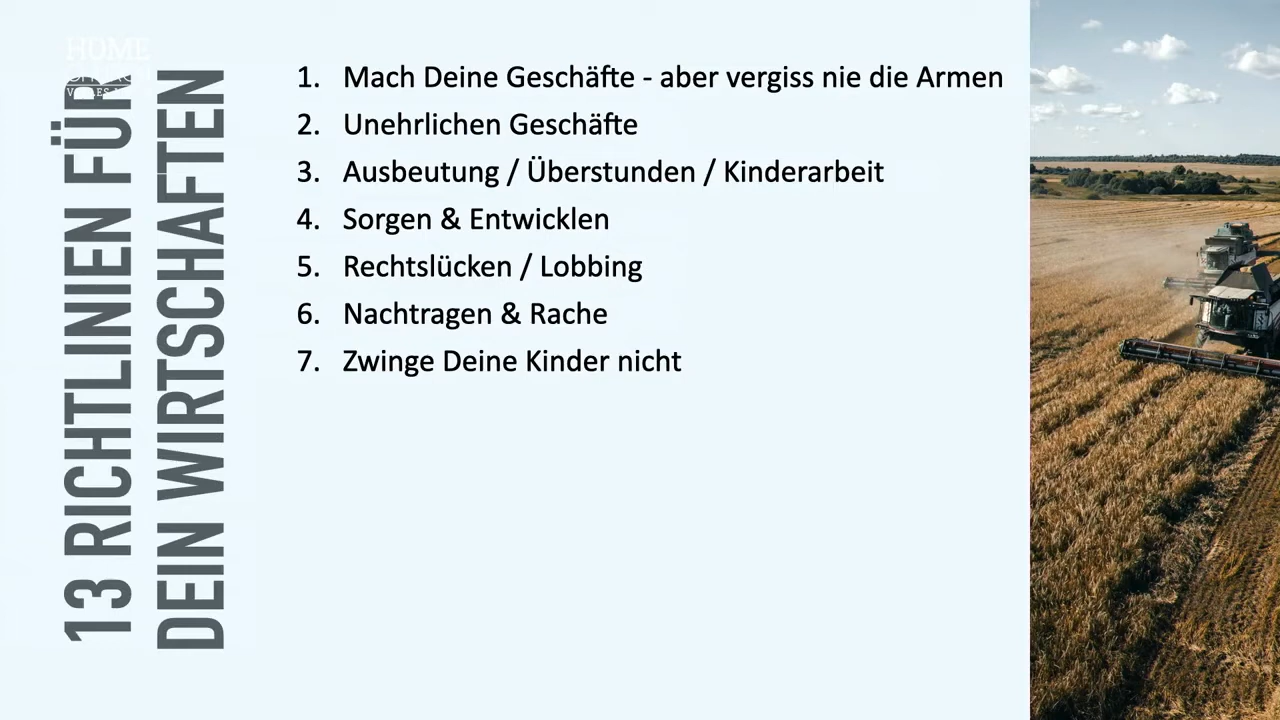 HOME
13 RICHTLINIEN FÜR
DEIN WIRTSCHAFTEN
1. Mach Deine Geschäfte - aber vergiss nie die Armen
2. Unehrlichen Geschäfte
3. Ausbeutung / Überstunden / Kinderarbeit
4. Sorgen & Entwicklen
5. Rechtslücken / Lobbing
6. Nachtragen & Rache
7. Zwinge Deine Kinder nicht